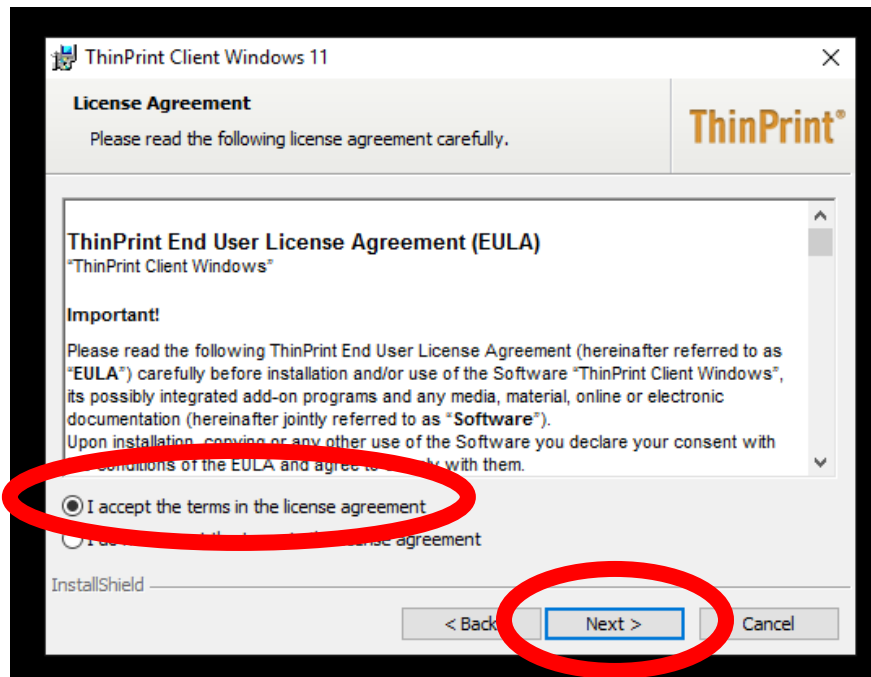 ThinPrint Client Windows 11
License Agreement
Please read the following license agreement carefully.
ThinPrint®
ThinPrint End User License Agreement (EULA)
"ThinPrint Client Windows"
Important!
Please read the following ThinPrint End User License Agreement (hereinafter referred to as
"EULA") carefully before installation and/or use of the Software "ThinPrint Client Windows",
its possibly integrated add-on programs and any media, material, online or electronic
documentation (hereinafter jointly referred to as "Software").
Upon installation, copying or any other use of the Software you declare your consent with
conditions of the EULA and agree to with them.
I accept the terms in the license agreement
I agreement
InstallShield
< Back
Next >
Cancel